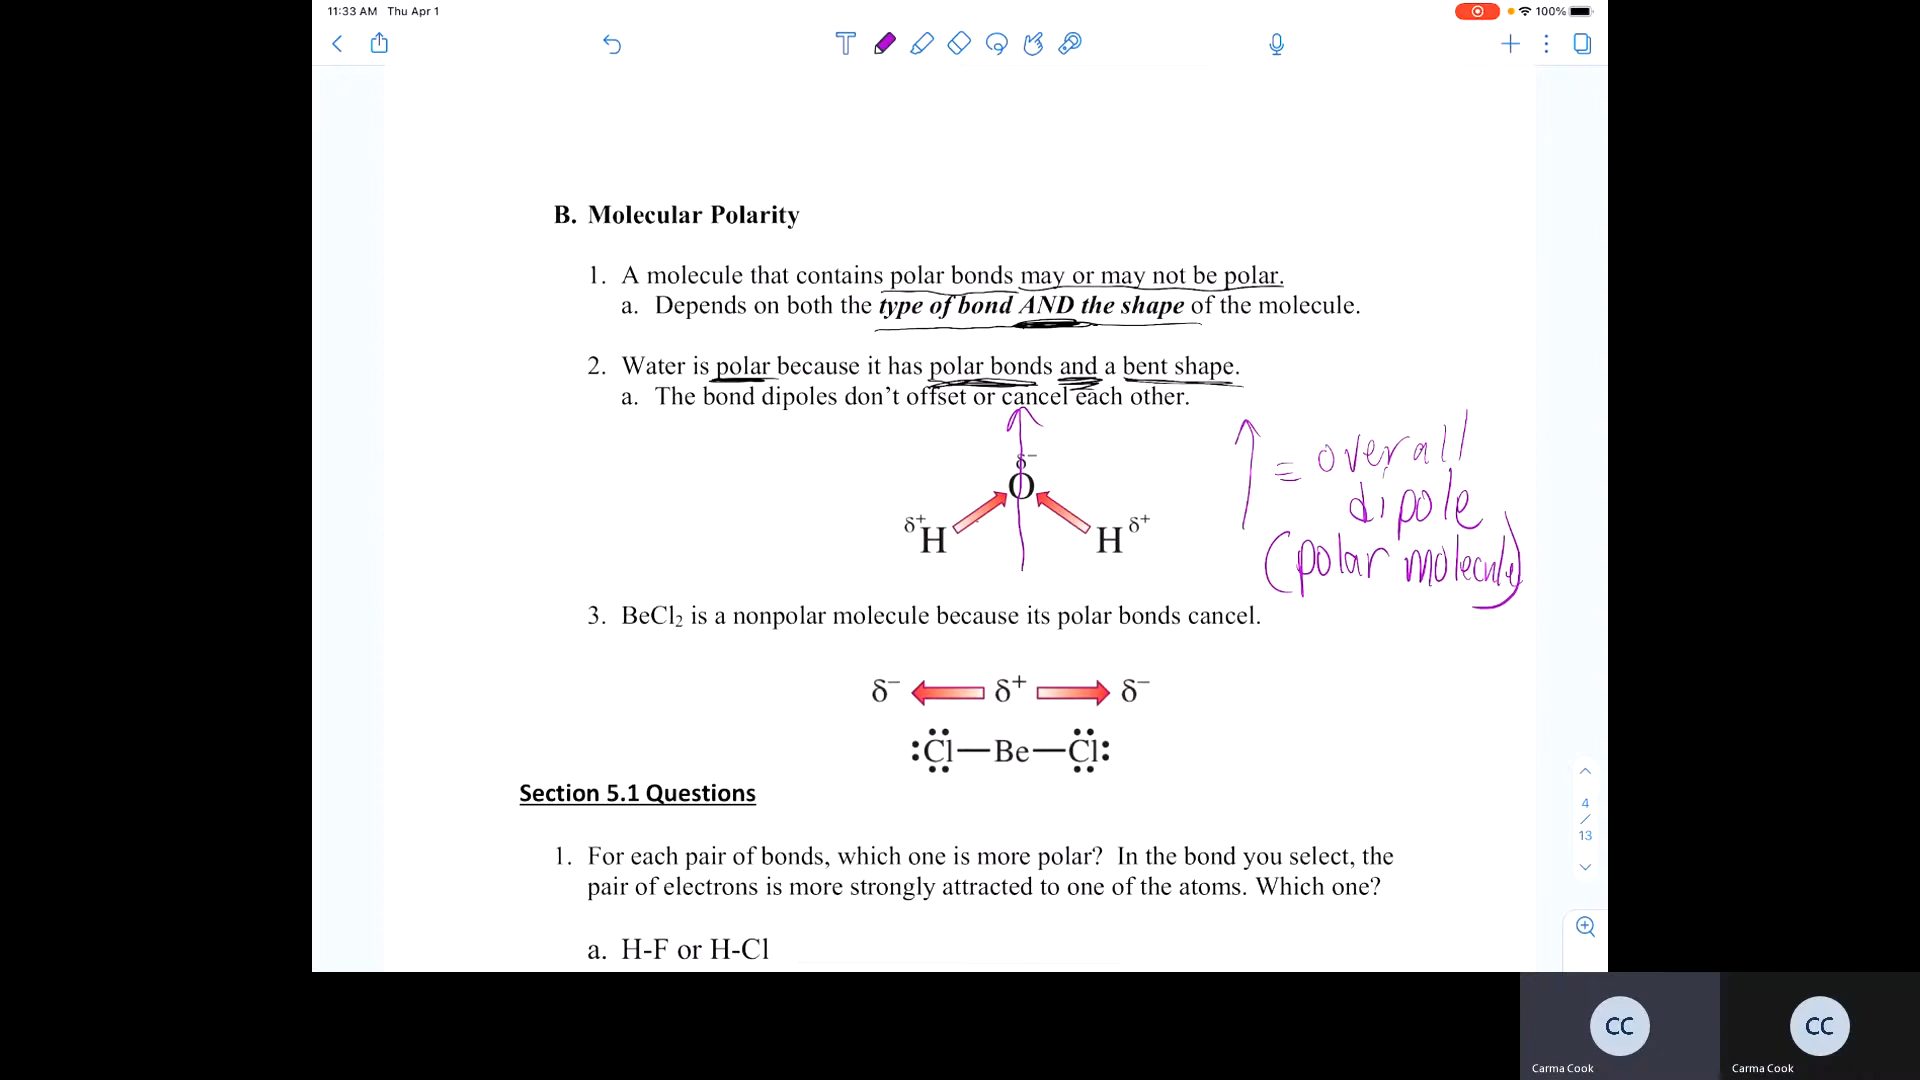 11:33 AM Thu Apr 1
100%
B. Molecular Polarity
1. A molecule that contains polar bonds may or may not be polar.
a. Depends on both the type of bond AND the shape of the molecule.
2. Water is polar because it has polar bonds and a bent shape.
a. The bond dipoles don't offset or cancel each other.
δ⁻
O
δ⁺H H δ⁺
↑ = overall
dipole
(polar molecule)
3. BeCl₂ is a nonpolar molecule because its polar bonds cancel.
δ⁻ δ⁺ δ⁻
:Cl—Be—Cl:
Section 5.1 Questions
1. For each pair of bonds, which one is more polar? In the bond you select, the
pair of electrons is more strongly attracted to one of the atoms. Which one?
a. H-F or H-Cl
4
/
13
CC CC
Carma Cook Carma Cook